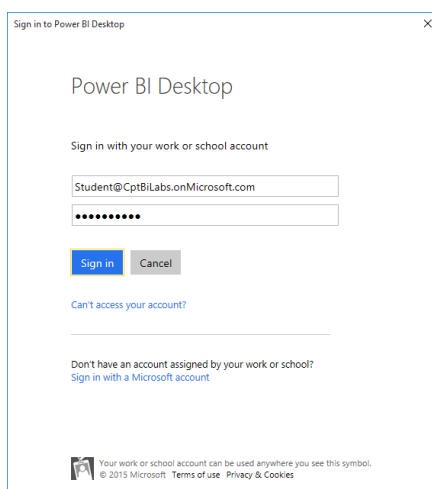 Sign in to Power BI Desktop
Power BI Desktop
Sign in with your work or school account
Student@CptBiLabs.onMicrosoft.com
●●●●●●●●●●
Sign in Cancel
Can't access your account?
Don't have an account assigned by your work or school?
Sign in with a Microsoft account
Your work or school account can be used anywhere you see this symbol.
© 2015 Microsoft Terms of use Privacy & Cookies